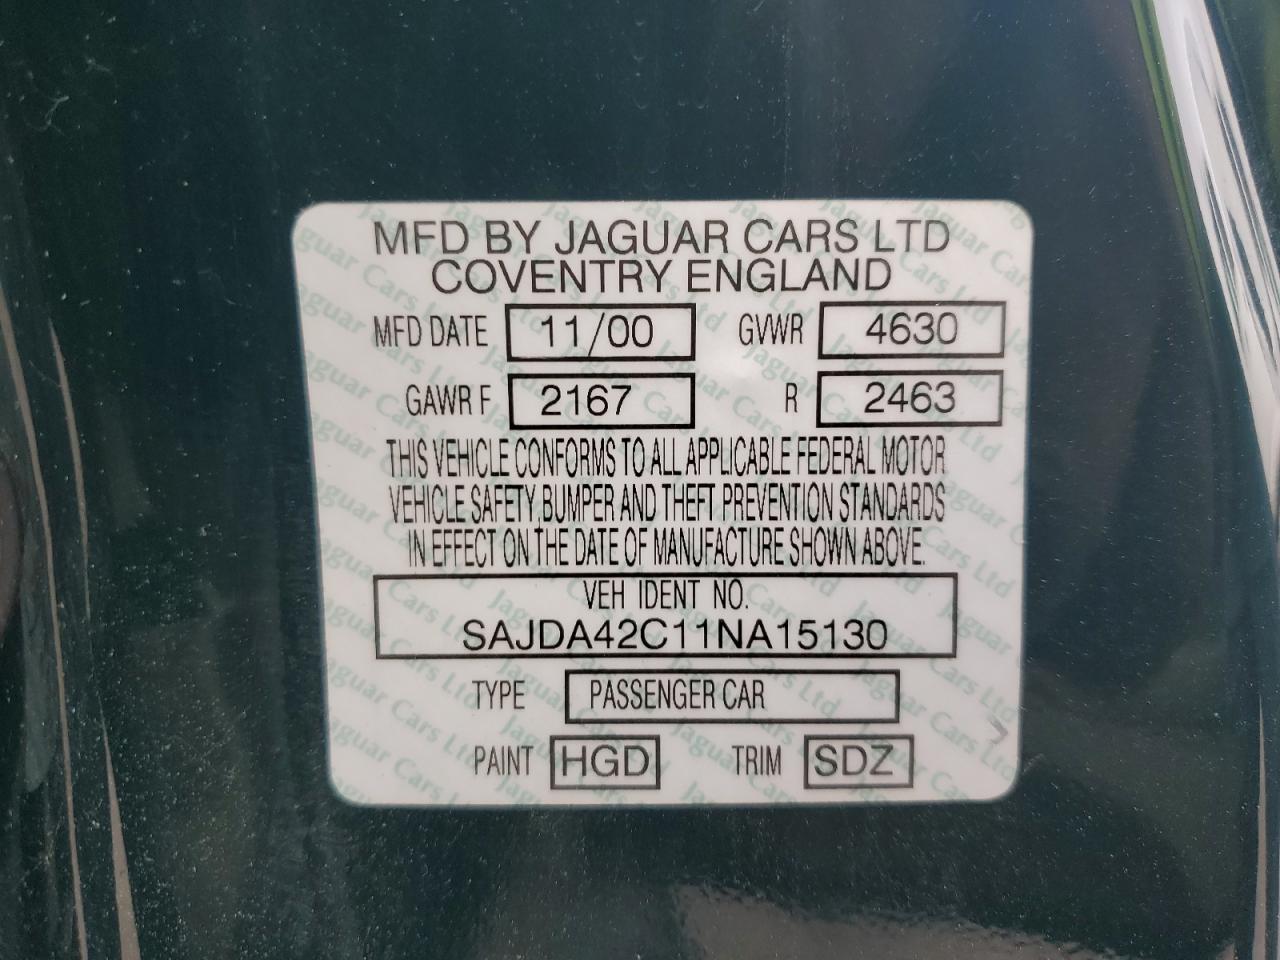 MFD BY JAGUAR CARS LTD
COVENTRY ENGLAND
MFD DATE 11/00 GVWR 4630
GAWR F 2167 R 2463
THIS VEHICLE CONFORMS TO ALL APPLICABLE FEDERAL MOTOR
VEHICLE SAFETY, BUMPER AND THEFT PREVENTION STANDARDS
IN EFFECT ON THE DATE OF MANUFACTURE SHOWN ABOVE.
VEH IDENT NO.
SAJDA42C11NA15130
TYPE PASSENGER CAR
PAINT HGD TRIM SDZ